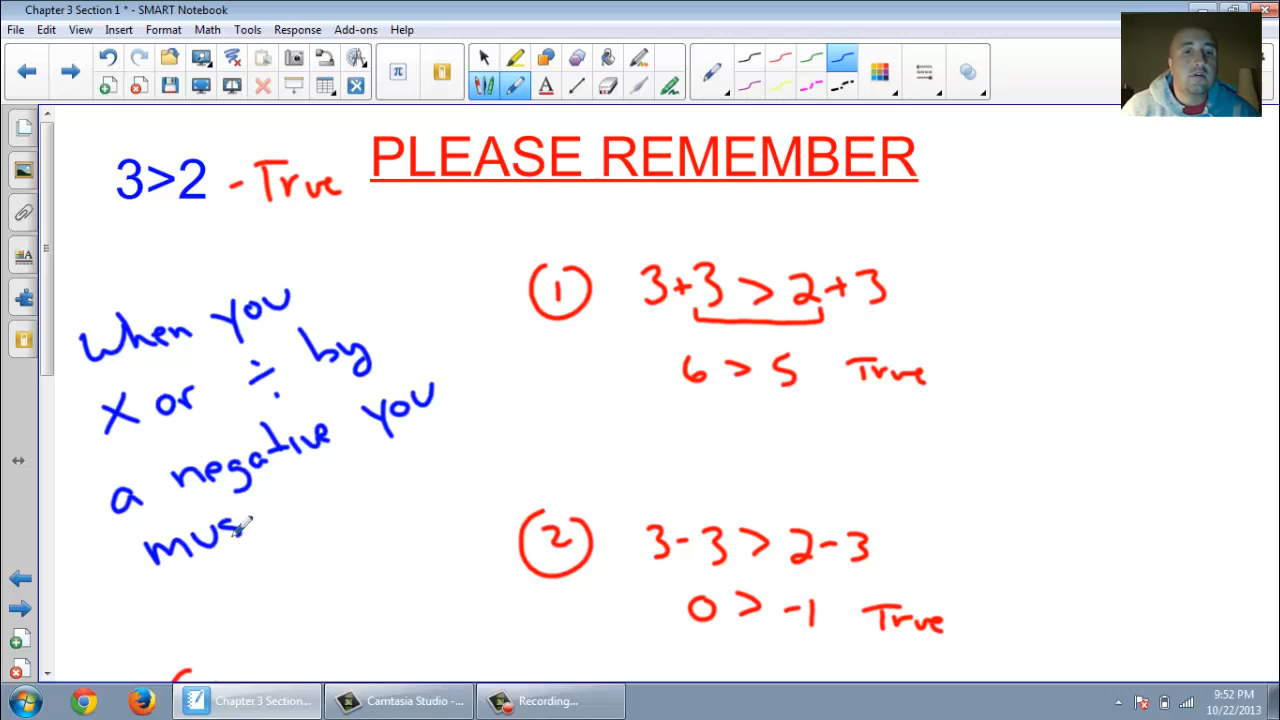 Chapter 3 Section 1 * - SMART Notebook
File Edit View Insert Format Math Tools Response Add-ons Help
PLEASE REMEMBER
3>2 - True
① 3+3 > 2+3
6 > 5 True
When you
x or ÷ by
a negative you
mus
② 3-3 > 2-3
0 > -1 True
Chapter 3 Section... Camtasia Studio -... Recording... 9:52 PM
10/22/2013